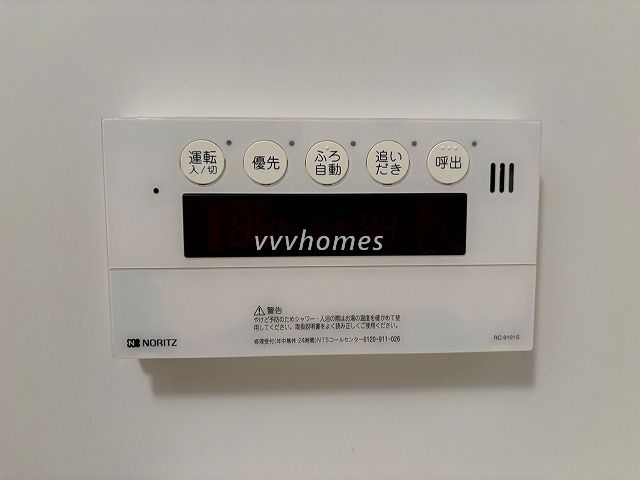 運転
入/切
優先
ふろ
自動
追い
だき
呼出
vvvhomes
警告
やけど予防のためシャワー・入浴の際はお湯の温度を確かめて使
用してください。取扱説明書をよく読み正しくご使用ください。
NORITZ
修理受付(年中無休・24時間)NTSコールセンター0120-911-026
RC-9101S